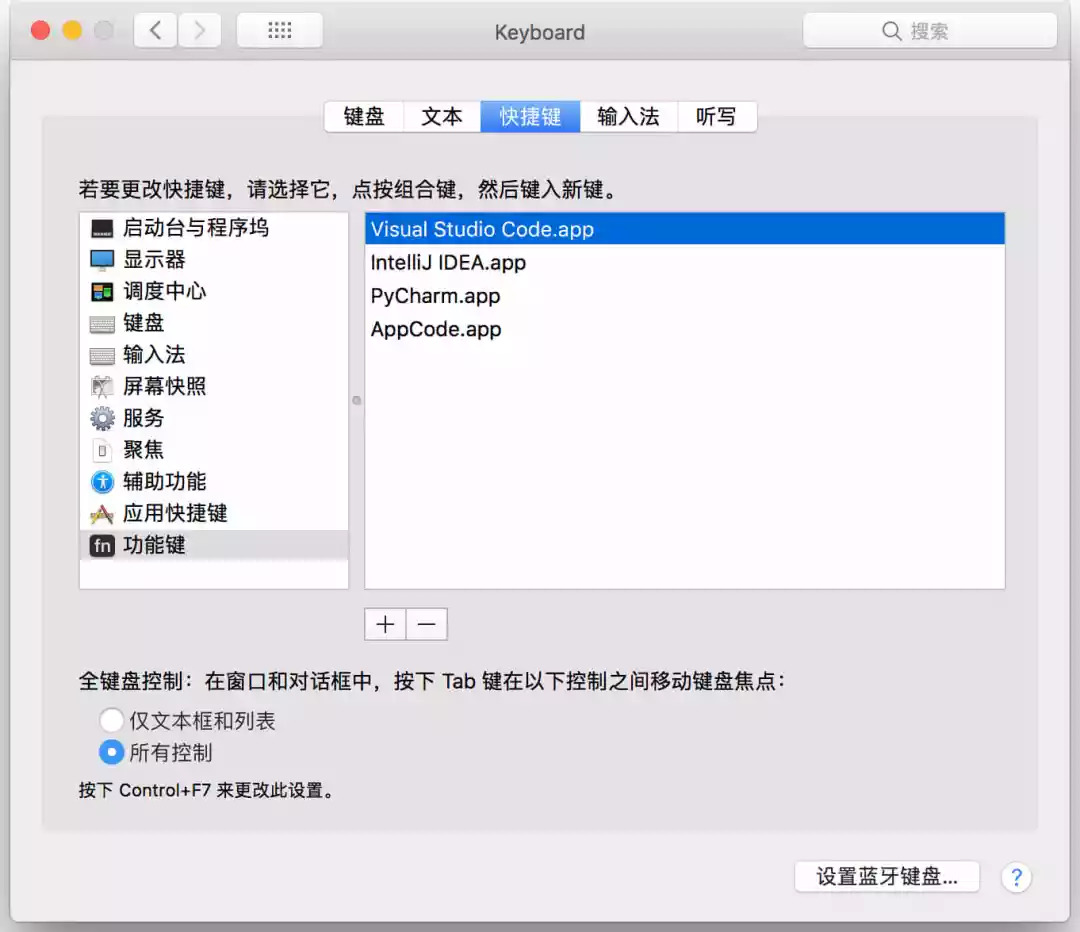 Keyboard
搜索
键盘
文本
快捷键
输入法
听写
若要更改快捷键，请选择它，点按组合键，然后键入新键。
启动台与程序坞
显示器
调度中心
键盘
输入法
屏幕快照
服务
聚焦
辅助功能
应用快捷键
fn 功能键
Visual Studio Code.app
IntelliJ IDEA.app
PyCharm.app
AppCode.app
全键盘控制：在窗口和对话框中，按下 Tab 键在以下控制之间移动键盘焦点：
仅文本框和列表
所有控制
按下 Control+F7 来更改此设置。
设置蓝牙键盘...
?